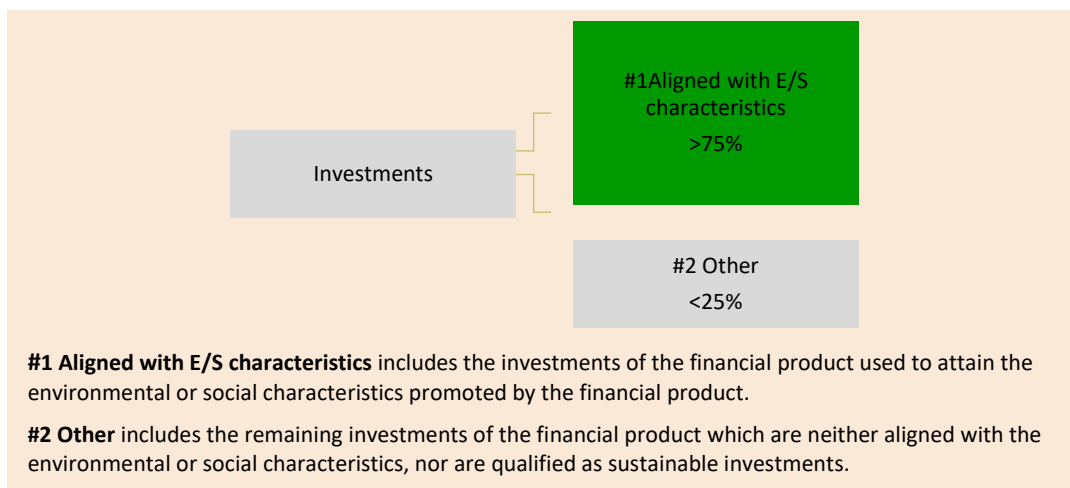 #1Aligned with E/S
characteristics
>75%
Investments
#2 Other
<25%
#1 Aligned with E/S characteristics includes the investments of the financial product used to attain the
environmental or social characteristics promoted by the financial product.
#2 Other includes the remaining investments of the financial product which are neither aligned with the
environmental or social characteristics, nor are qualified as sustainable investments.